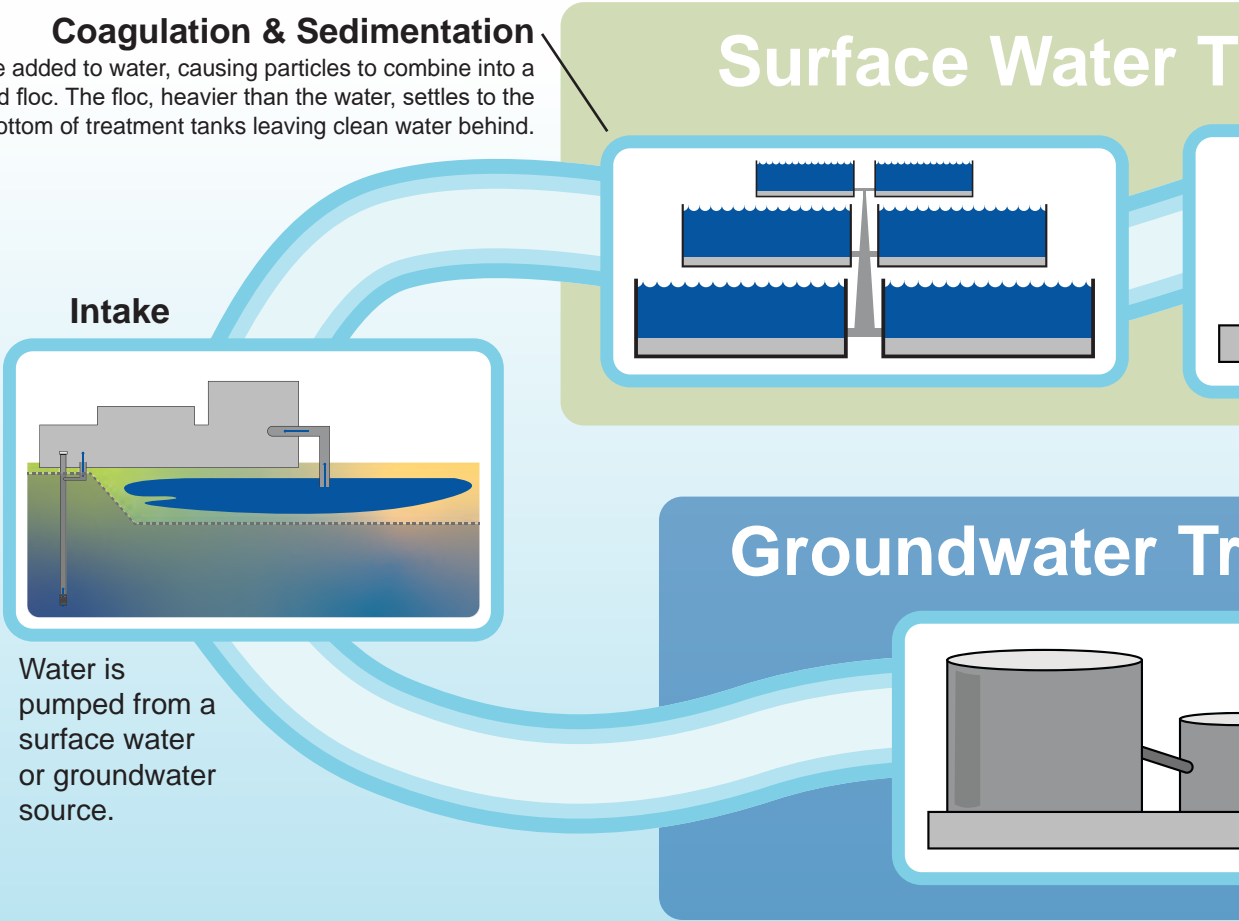 Coagulation & Sedimentation
added to water, causing particles to combine into a
floc. The floc, heavier than the water, settles to the
of treatment tanks leaving clean water behind.
Surface Water T
Intake
Water is
pumped from a
surface water
or groundwater
source.
Groundwater Tr